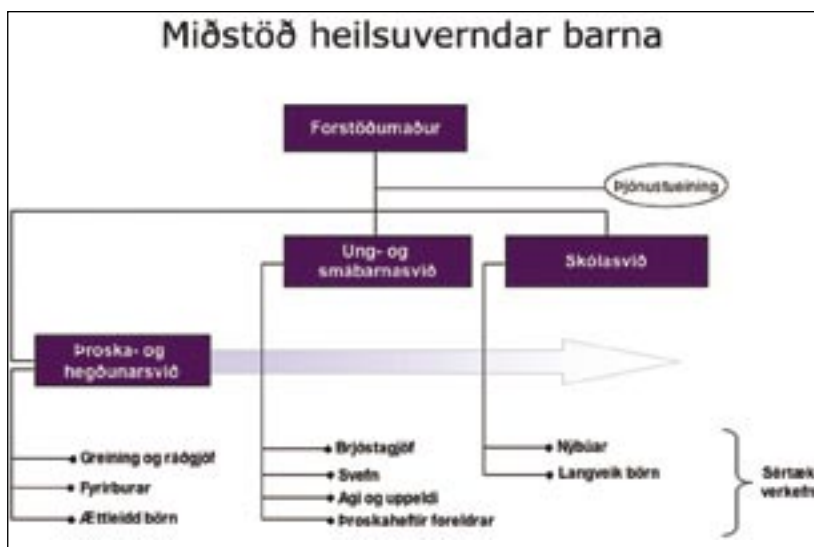 Miðstöð heilsuverndar barna
Forstöðumaður
Þjónustueining
Ung- og
smábarnasvið
Skólasvið
Þroska- og
hegðunarsvið
Greining og ráðgjöf
Fyrirburar
Ættleidd börn
Brjóstagjöf
Svefn
Agi og uppeldi
Þroskaheftir foreldrar
Nýbúar
Langveik börn
Sértæk
verkefn